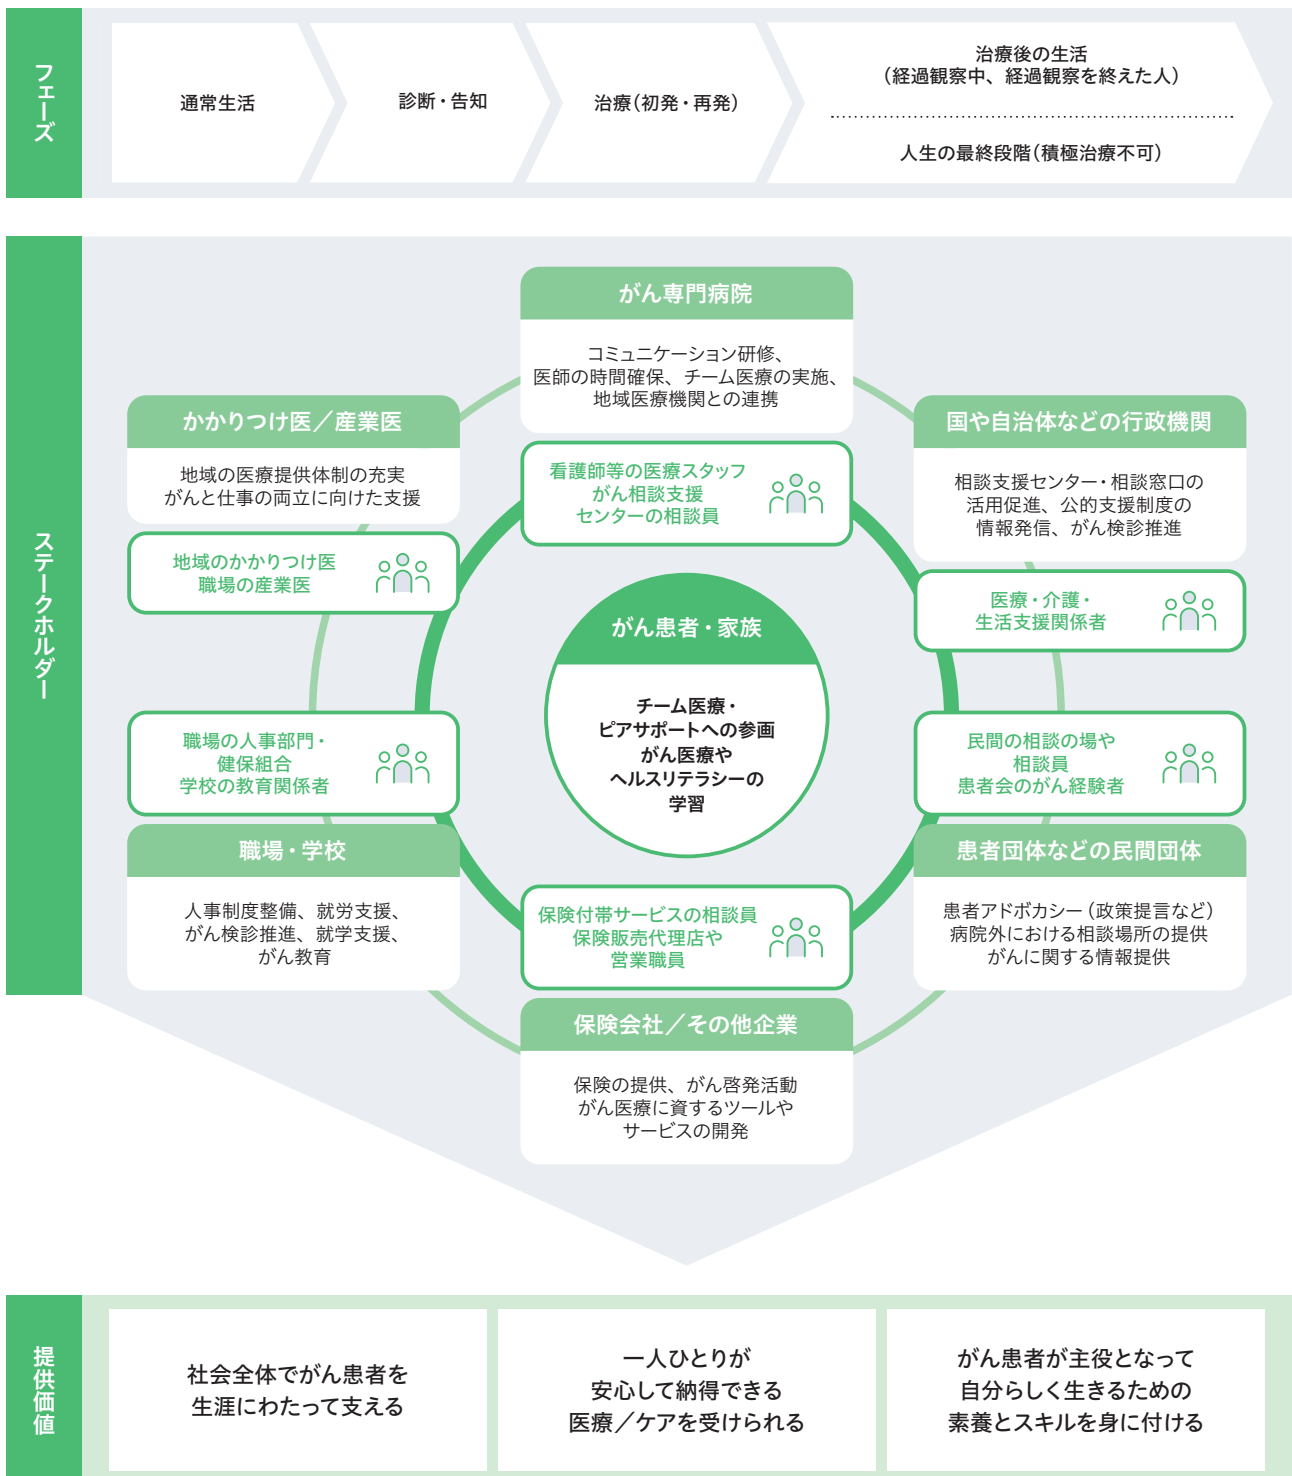 フェーズ
通常生活
診断・告知
治療（初発・再発）
治療後の生活
（経過観察中、経過観察を終えた人）
人生の最終段階（積極治療不可）
ステークホルダー
がん専門病院
コミュニケーション研修、
医師の時間確保、チーム医療の実施、
地域医療機関との連携
看護師等の医療スタッフ
がん相談支援
センターの相談員
かかりつけ医／産業医
地域の医療提供体制の充実
がんと仕事の両立に向けた支援
地域のかかりつけ医
職場の産業医
国や自治体などの行政機関
相談支援センター・相談窓口の
活用促進、公的支援制度の
情報発信、がん検診推進
医療・介護・
生活支援関係者
がん患者・家族
チーム医療・
ピアサポートへの参画
がん医療や
ヘルスリテラシーの
学習
職場の人事部門・
健保組合
学校の教育関係者
職場・学校
人事制度整備、就労支援、
がん検診推進、就学支援、
がん教育
民間の相談の場や
相談員
患者会のがん経験者
患者団体などの民間団体
患者アドボカシー（政策提言など）
病院外における相談場所の提供
がんに関する情報提供
保険付帯サービスの相談員
保険販売代理店や
営業職員
保険会社／その他企業
保険の提供、がん啓発活動
がん医療に資するツールや
サービスの開発
提供価値
社会全体でがん患者を
生涯にわたって支える
一人ひとりが
安心して納得できる
医療／ケアを受けられる
がん患者が主役となって
自分らしく生きるための
素養とスキルを身に付ける